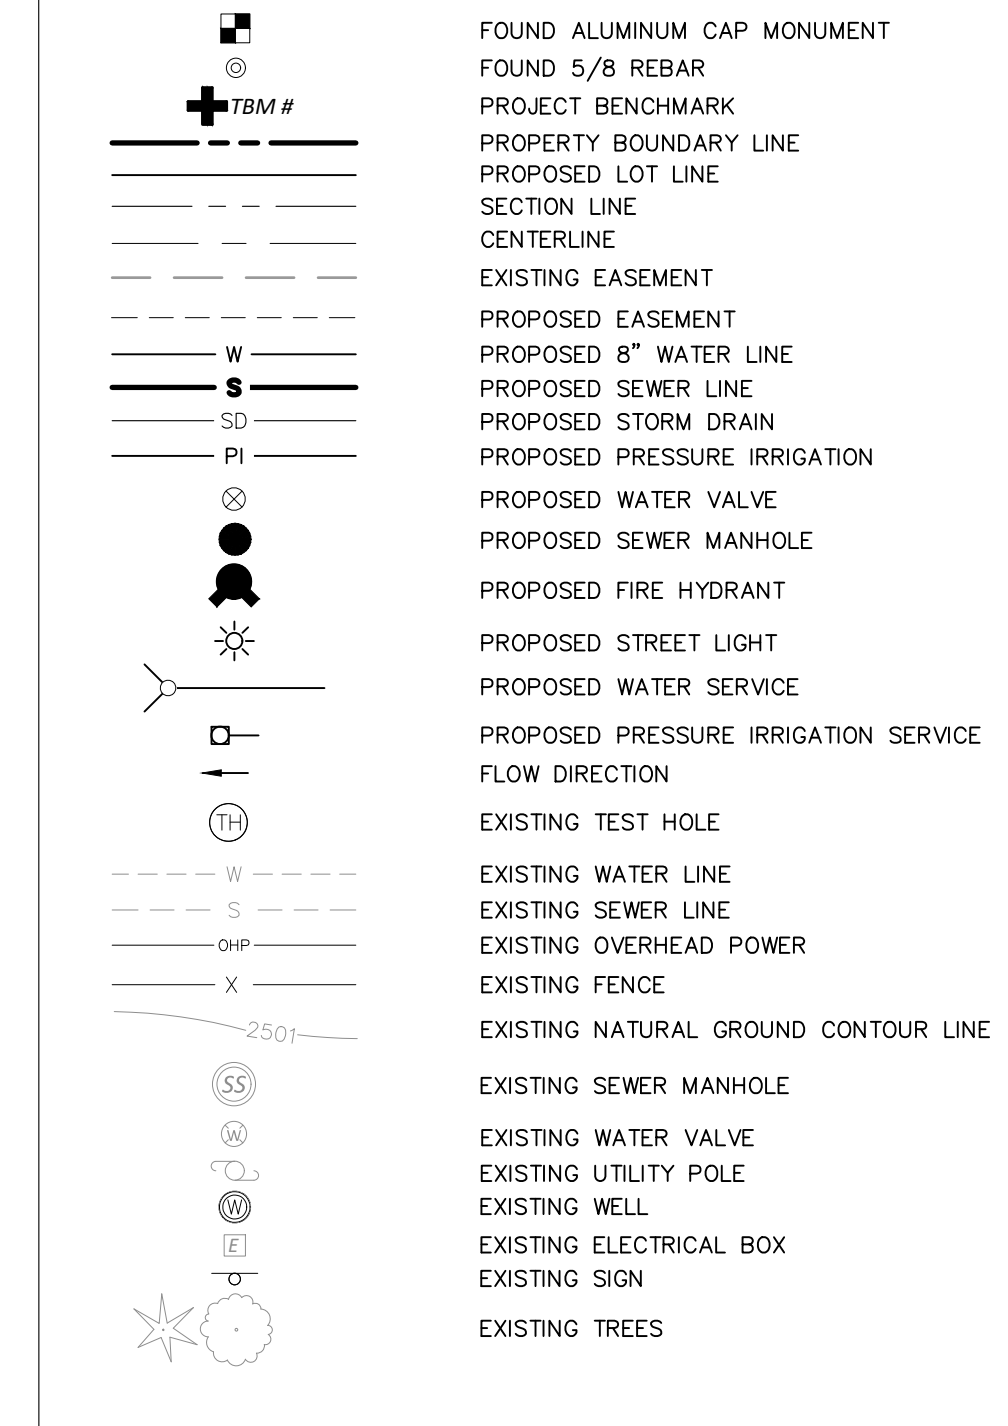 FOUND ALUMINUM CAP MONUMENT
FOUND 5/8 REBAR
TBM # PROJECT BENCHMARK
PROPERTY BOUNDARY LINE
PROPOSED LOT LINE
SECTION LINE
CENTERLINE
EXISTING EASEMENT
PROPOSED EASEMENT
W PROPOSED 8” WATER LINE
S PROPOSED SEWER LINE
SD PROPOSED STORM DRAIN
PI PROPOSED PRESSURE IRRIGATION
PROPOSED WATER VALVE
PROPOSED SEWER MANHOLE
PROPOSED FIRE HYDRANT
PROPOSED STREET LIGHT
PROPOSED WATER SERVICE
PROPOSED PRESSURE IRRIGATION SERVICE
FLOW DIRECTION
TH EXISTING TEST HOLE
W EXISTING WATER LINE
S EXISTING SEWER LINE
OHP EXISTING OVERHEAD POWER
X EXISTING FENCE
2501 EXISTING NATURAL GROUND CONTOUR LINE
SS EXISTING SEWER MANHOLE
W EXISTING WATER VALVE
EXISTING UTILITY POLE
W EXISTING WELL
E EXISTING ELECTRICAL BOX
EXISTING SIGN
EXISTING TREES